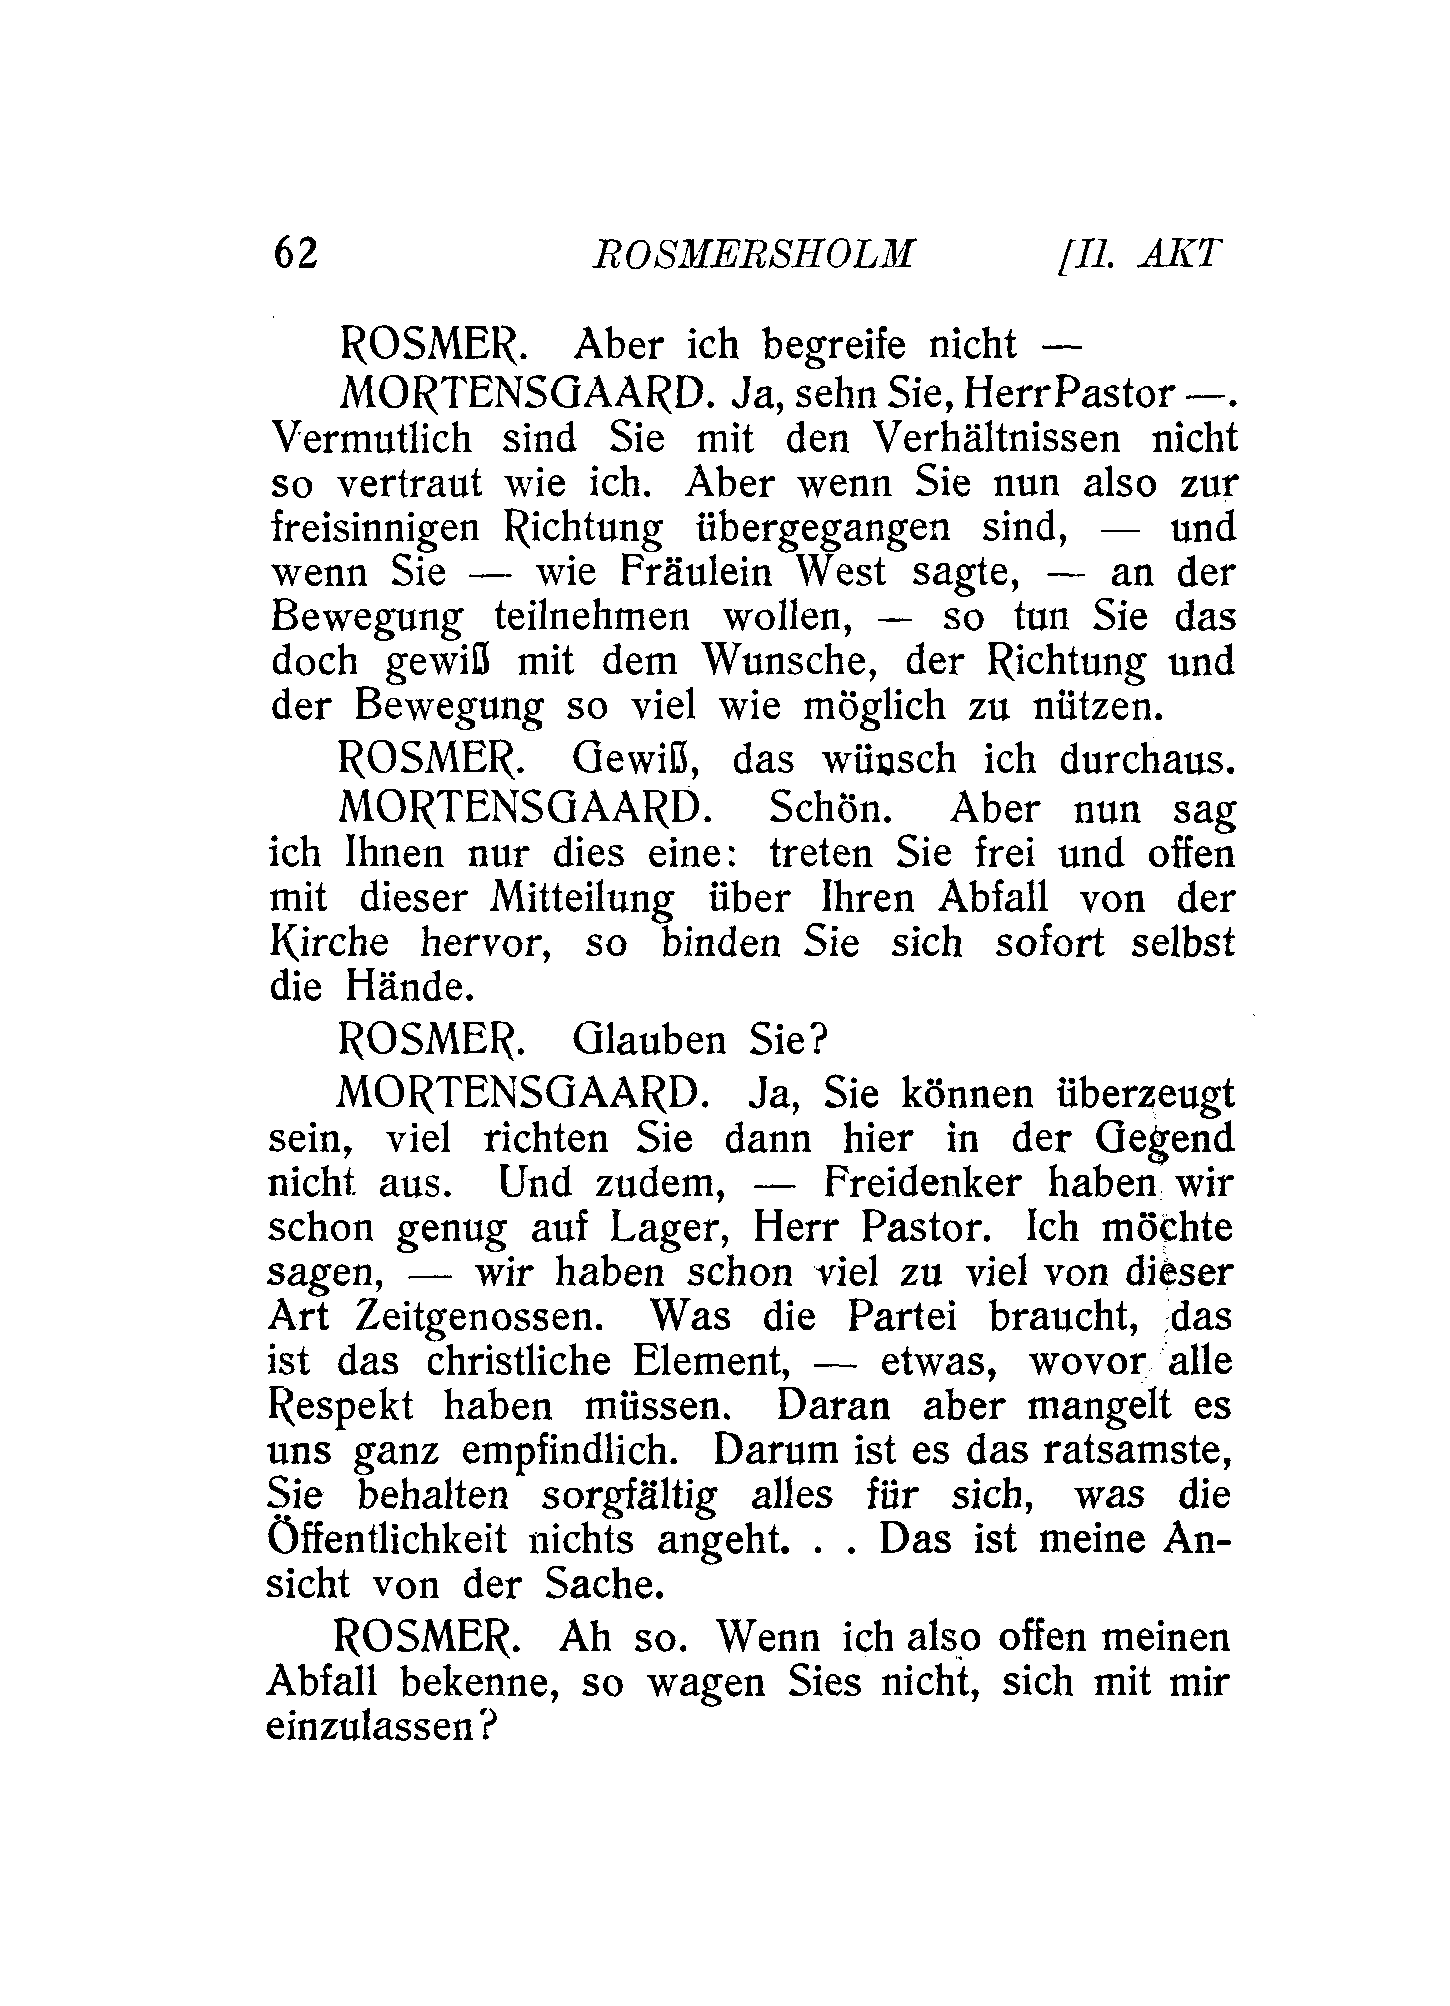 62 ROSMERSHOLM [II. AKT
ROSMER. Aber ich begreife nicht —
MORTENSGAARD. Ja, sehn Sie, Herr Pastor —.
Vermutlich sind Sie mit den Verhältnissen nicht
so vertraut wie ich. Aber wenn Sie nun also zur
freisinnigen Richtung übergegangen sind, — und
wenn Sie — wie Fräulein West sagte, — an der
Bewegung teilnehmen wollen, — so tun Sie das
doch gewiß mit dem Wunsche, der Richtung und
der Bewegung so viel wie möglich zu nützen.
ROSMER. Gewiß, das wünsch ich durchaus.
MORTENSGAARD. Schön. Aber nun sag
ich Ihnen nur dies eine: treten Sie frei und offen
mit dieser Mitteilung über Ihren Abfall von der
Kirche hervor, so binden Sie sich sofort selbst
die Hände.
ROSMER. Glauben Sie?
MORTENSGAARD. Ja, Sie können überzeugt
sein, viel richten Sie dann hier in der Gegend
nicht aus. Und zudem, — Freidenker haben wir
schon genug auf Lager, Herr Pastor. Ich möchte
sagen, — wir haben schon viel zu viel von dieser
Art Zeitgenossen. Was die Partei braucht, das
ist das christliche Element, — etwas, wovor alle
Respekt haben müssen. Daran aber mangelt es
uns ganz empfindlich. Darum ist es das ratsamste,
Sie behalten sorgfältig alles für sich, was die
Öffentlichkeit nichts angeht. . . Das ist meine An-
sicht von der Sache.
ROSMER. Ah so. Wenn ich also offen meinen
Abfall bekenne, so wagen Sies nicht, sich mit mir
einzulassen?